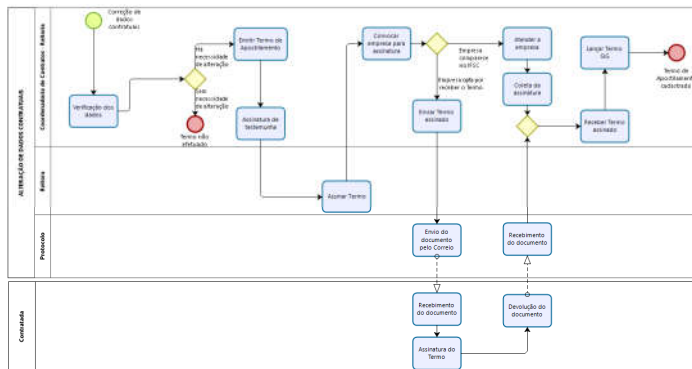 ALTERAÇÃO DE DADOS CONTRATUAIS
Coordenadoria de Contratos - Reitoria
Reitora
Protocolo
Contratada
Correção de
dados
contratuais
Verificação dos
dados
Há
necessidade
de alteração
Sem
necessidade
de alteração
Termo não
efetuado
Emitir Termo de
Apostilamento
Assinatura de
testemunha
Assinar Termo
Convocar
empresa para
assinatura
Empresa
comparece
ao IFSC
Empresa opta por
receber o Termo
Enviar Termo
assinado
Atender a
empresa
Coleta da
assinatura
Receber Termo
assinado
Lançar Termo
SIG
Termo de
Apostilamento
cadastrado
Envio do
documento
pelo Correio
Recebimento
do documento
Recebimento
do documento
Devolução do
documento
Assinatura do
Termo